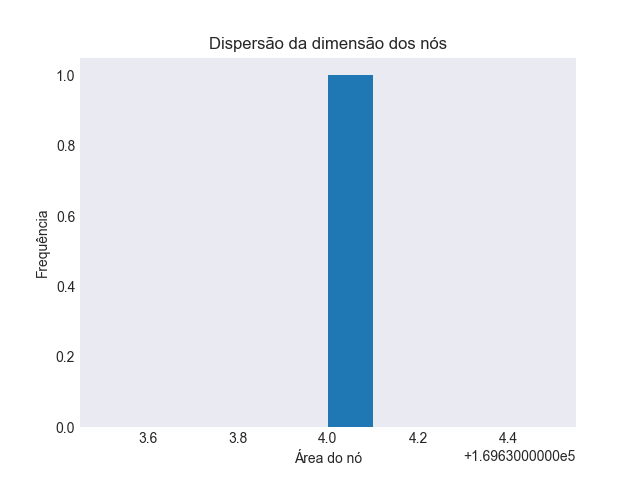 Dispersão da dimensão dos nós
1.0
0.8
0.6
0.4
0.2
0.0
Frequência
3.6 3.8 4.0 4.2 4.4
Área do nó
+1.6963000000e5